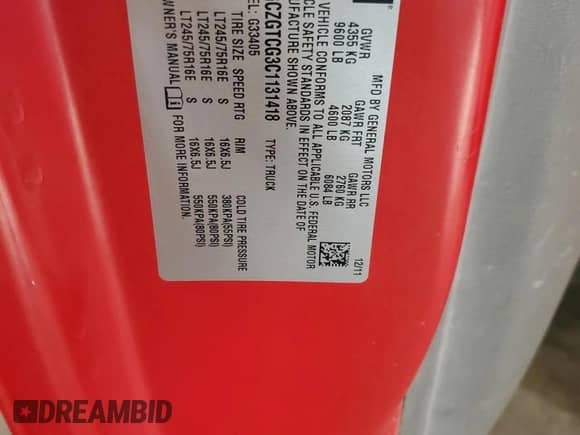 MFD BY GENERAL MOTORS LLC
GVWR GAWR FRT GAWR RR
4355 KG 2087 KG 2760 KG
9600 LB 4600 LB 6084 LB
12/11
VEHICLE CONFORMS TO ALL APPLICABLE U.S. FEDERAL MOTOR
CLE SAFETY STANDARDS IN EFFECT ON THE DATE OF
UFACTURE SHOWN ABOVE.
CZGTCG3C1131418 TYPE: TRUCK
EL: G33405
TIRE SIZE SPEED RTG RIM COLD TIRE PRESSURE
LT245/75R16E S 16X6.5J 380KPA(55PSI)
LT245/75R16E S 16X6.5J 550KPA(80PSI)
LT245/75R16E S 16X6.5J 550KPA(80PSI)
OWNER'S MANUAL FOR MORE INFORMATION.
DREAMBID